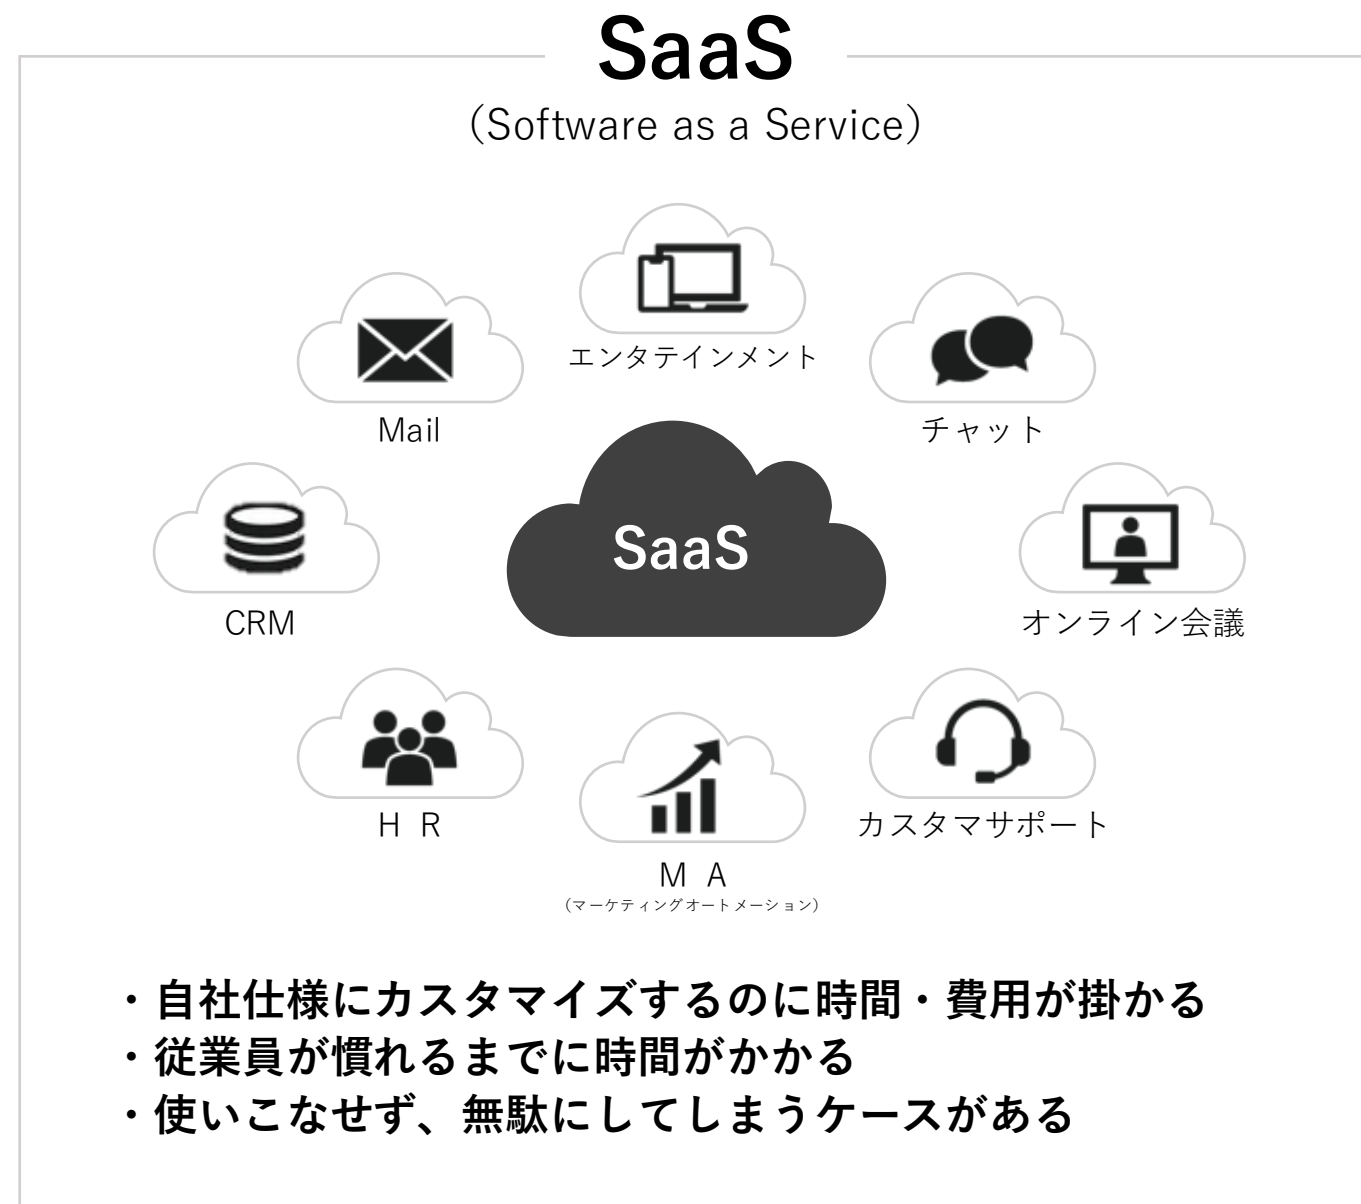 SaaS
（Software as a Service）
エンタテインメント
Mail
チャット
SaaS
CRM
オンライン会議
H R
カスタマサポート
M A
（マーケティングオートメーション）
・自社仕様にカスタマイズするのに時間・費用が掛かる
・従業員が慣れるまでに時間がかかる
・使いこなせず、無駄にしてしまうケースがある